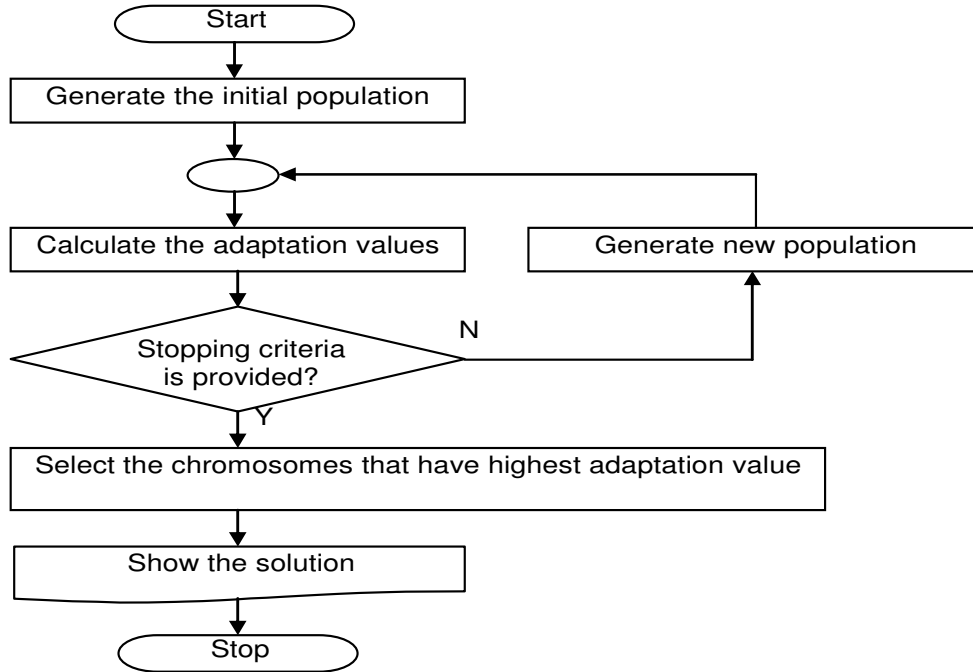 Start
Generate the initial population
Calculate the adaptation values
Generate new population
N
Stopping criteria
is provided?
Y
Select the chromosomes that have highest adaptation value
Show the solution
Stop